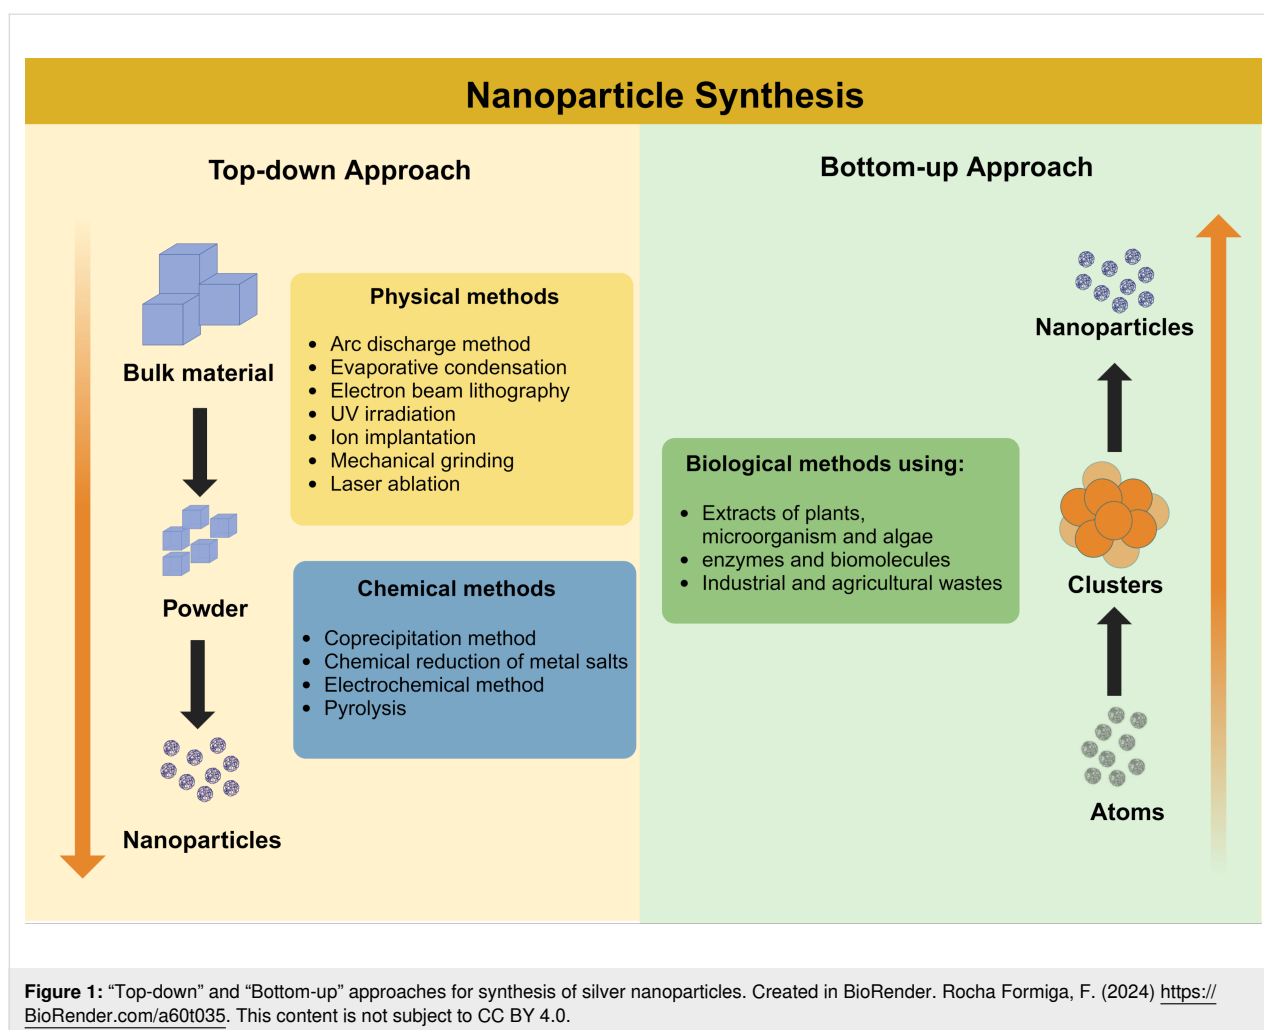 Nanoparticle Synthesis
Top-down Approach
Bulk material
Powder
Nanoparticles
Physical methods
• Arc discharge method
• Evaporative condensation
• Electron beam lithography
• UV irradiation
• Ion implantation
• Mechanical grinding
• Laser ablation
Chemical methods
• Coprecipitation method
• Chemical reduction of metal salts
• Electrochemical method
• Pyrolysis
Bottom-up Approach
Biological methods using:
• Extracts of plants,
microorganism and algae
• enzymes and biomolecules
• Industrial and agricultural wastes
Nanoparticles
Clusters
Atoms
Figure 1: “Top-down” and “Bottom-up” approaches for synthesis of silver nanoparticles. Created in BioRender. Rocha Formiga, F. (2024) https://
BioRender.com/a60t035. This content is not subject to CC BY 4.0.